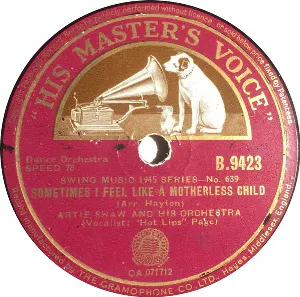 "HIS MASTER'S VOICE"
Dance Orchestra
SPEED 78
B.9423
SWING MUSIC 1945 SERIES—No. 639
SOMETIMES I FEEL LIKE A MOTHERLESS CHILD
(Arr Hayton)
ARTIE SHAW AND HIS ORCHESTRA
(Vocalist: "Hot Lips" Page)
OA 071712
THE GRAMOPHONE CO LTD., Hayes, Middlesex, England.